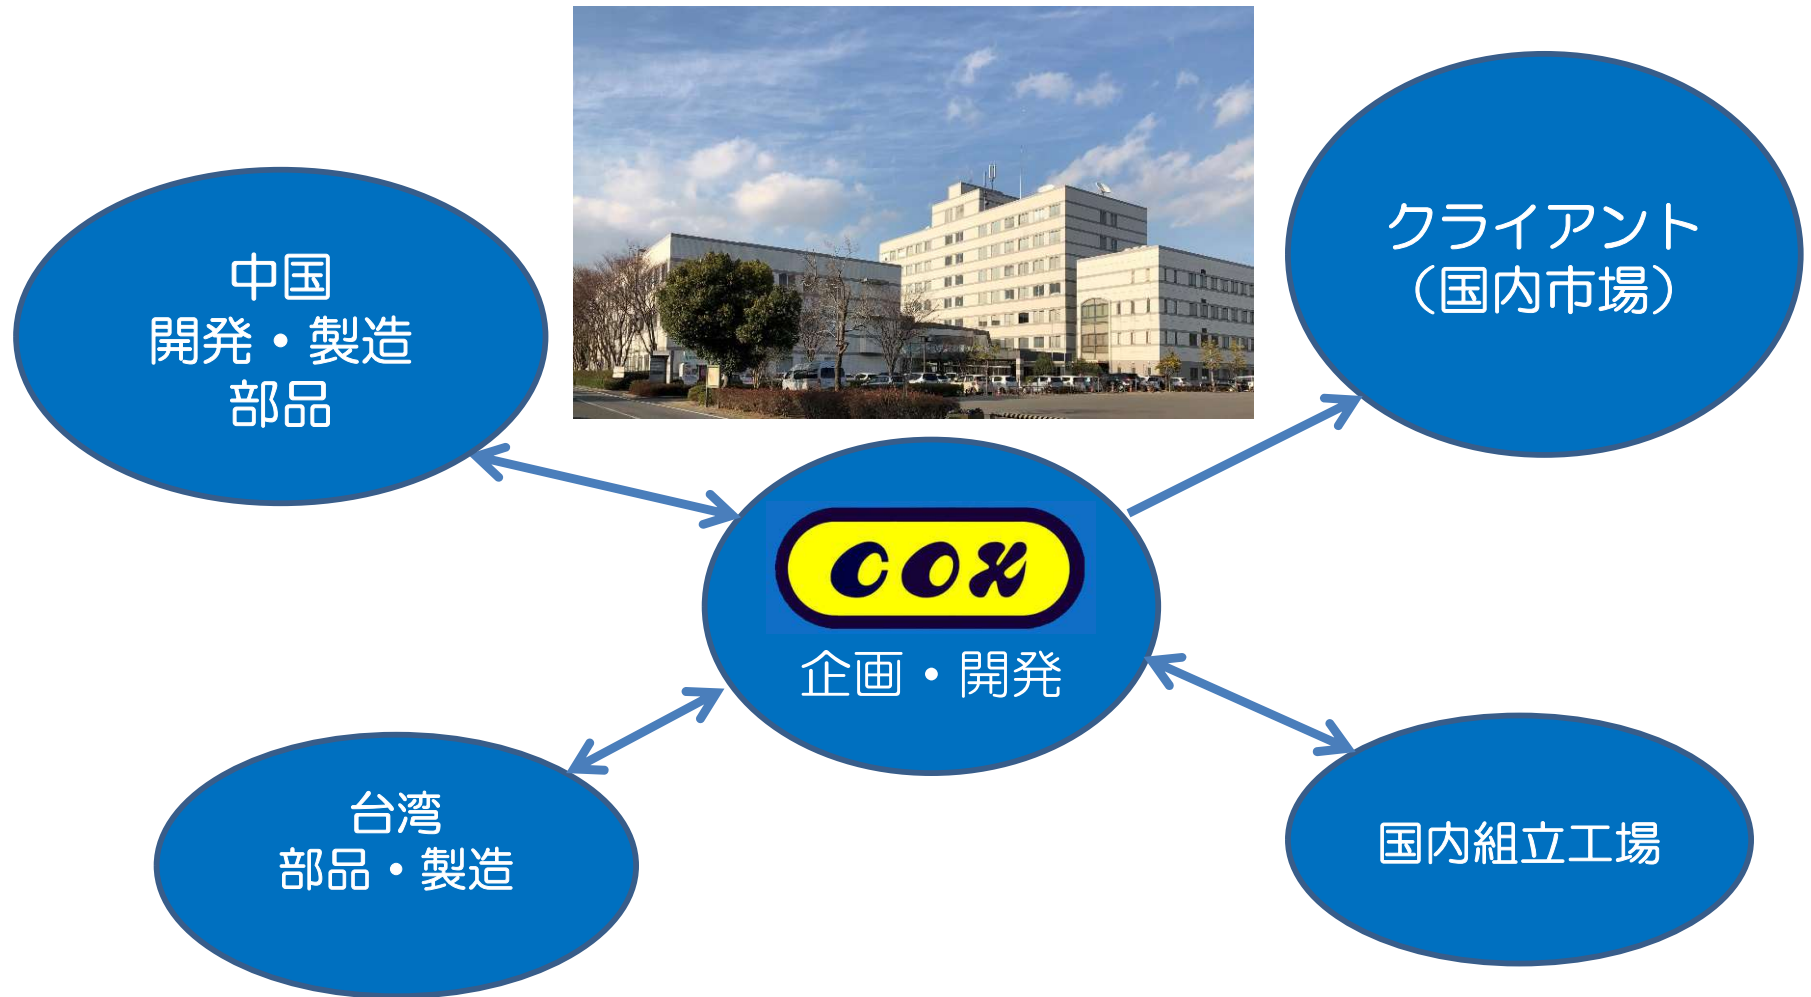 中国
開発・製造
部品
クライアント
（国内市場）
cox
企画・開発
台湾
部品・製造
国内組立工場